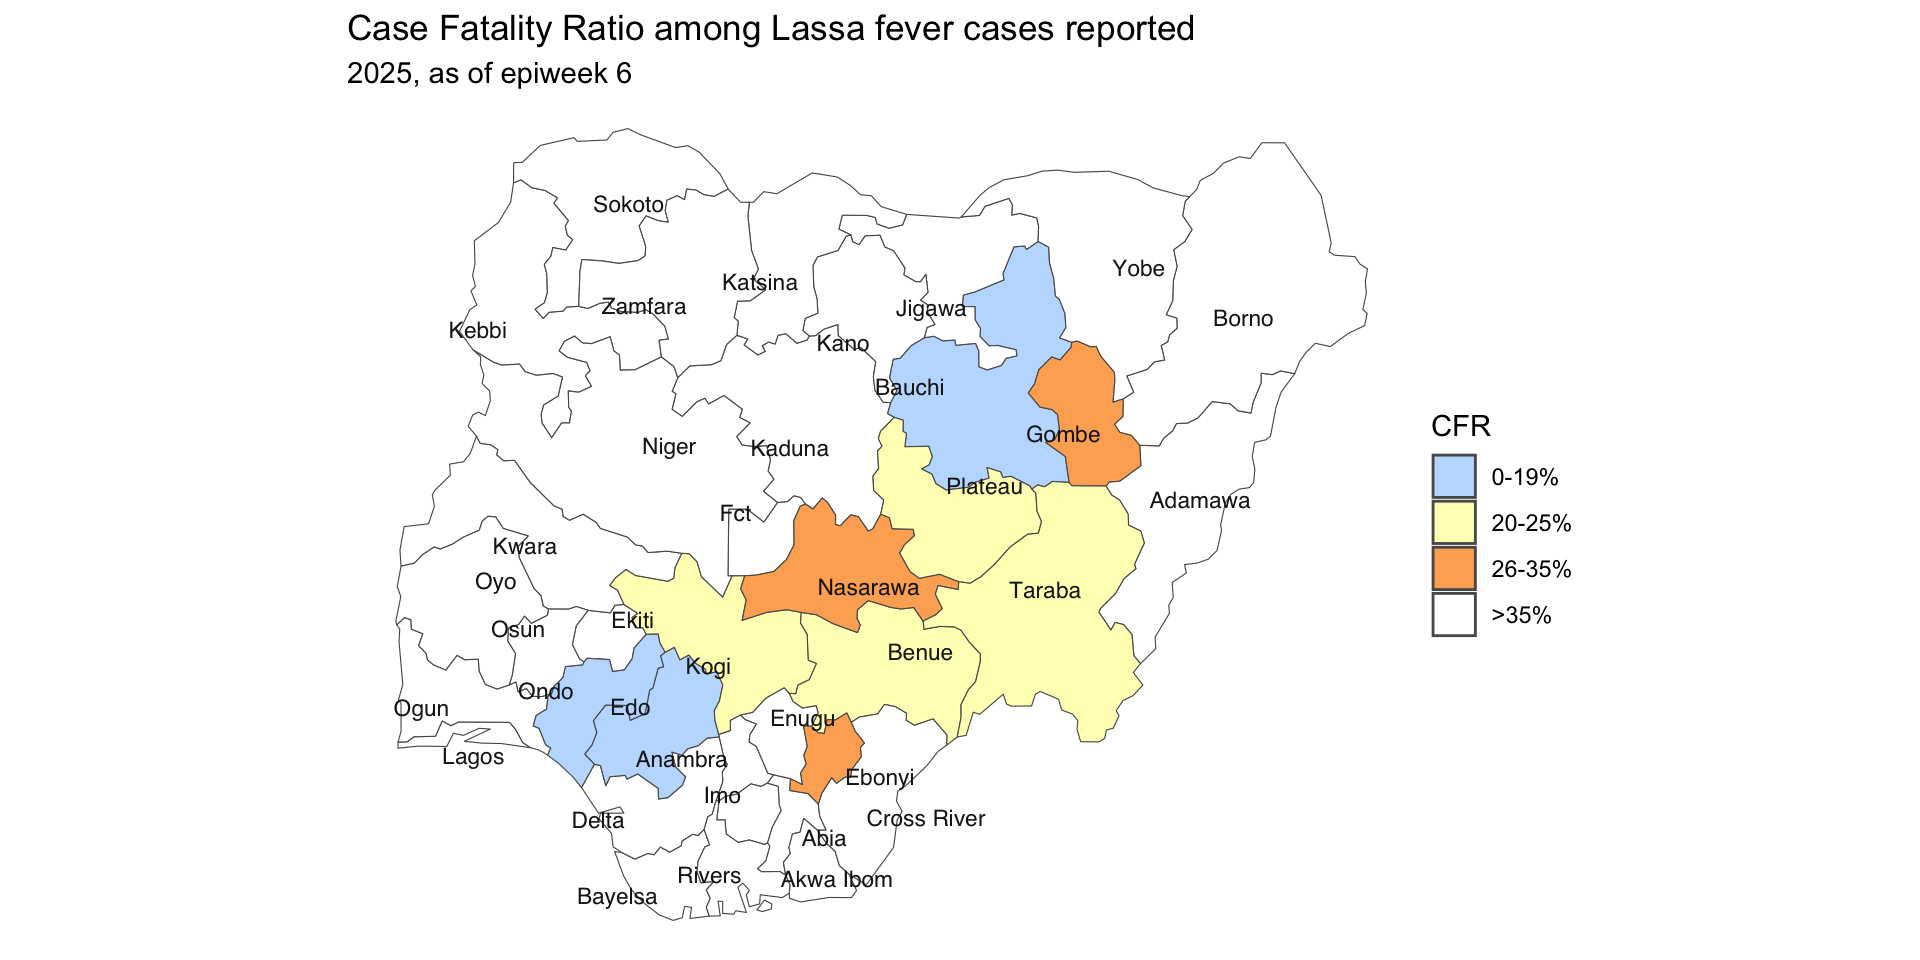 Case Fatality Ratio among Lassa fever cases reported
2025, as of epiweek 6
Sokoto
Yobe
Katsina
Zamfara
Jigawa
Borno
Kebbi
Kano
Bauchi
Gombe
Niger
Kaduna
Plateau
Adamawa
Fct
Kwara
Oyo
Nasarawa
Taraba
Ekiti
Osun
Benue
Kogi
Ondo
Edo
Ogun
Enugu
Lagos
Anambra
Ebonyi
Imo
Delta
Cross River
Abia
Rivers
Akwa Ibom
Bayelsa
CFR
0-19%
20-25%
26-35%
>35%